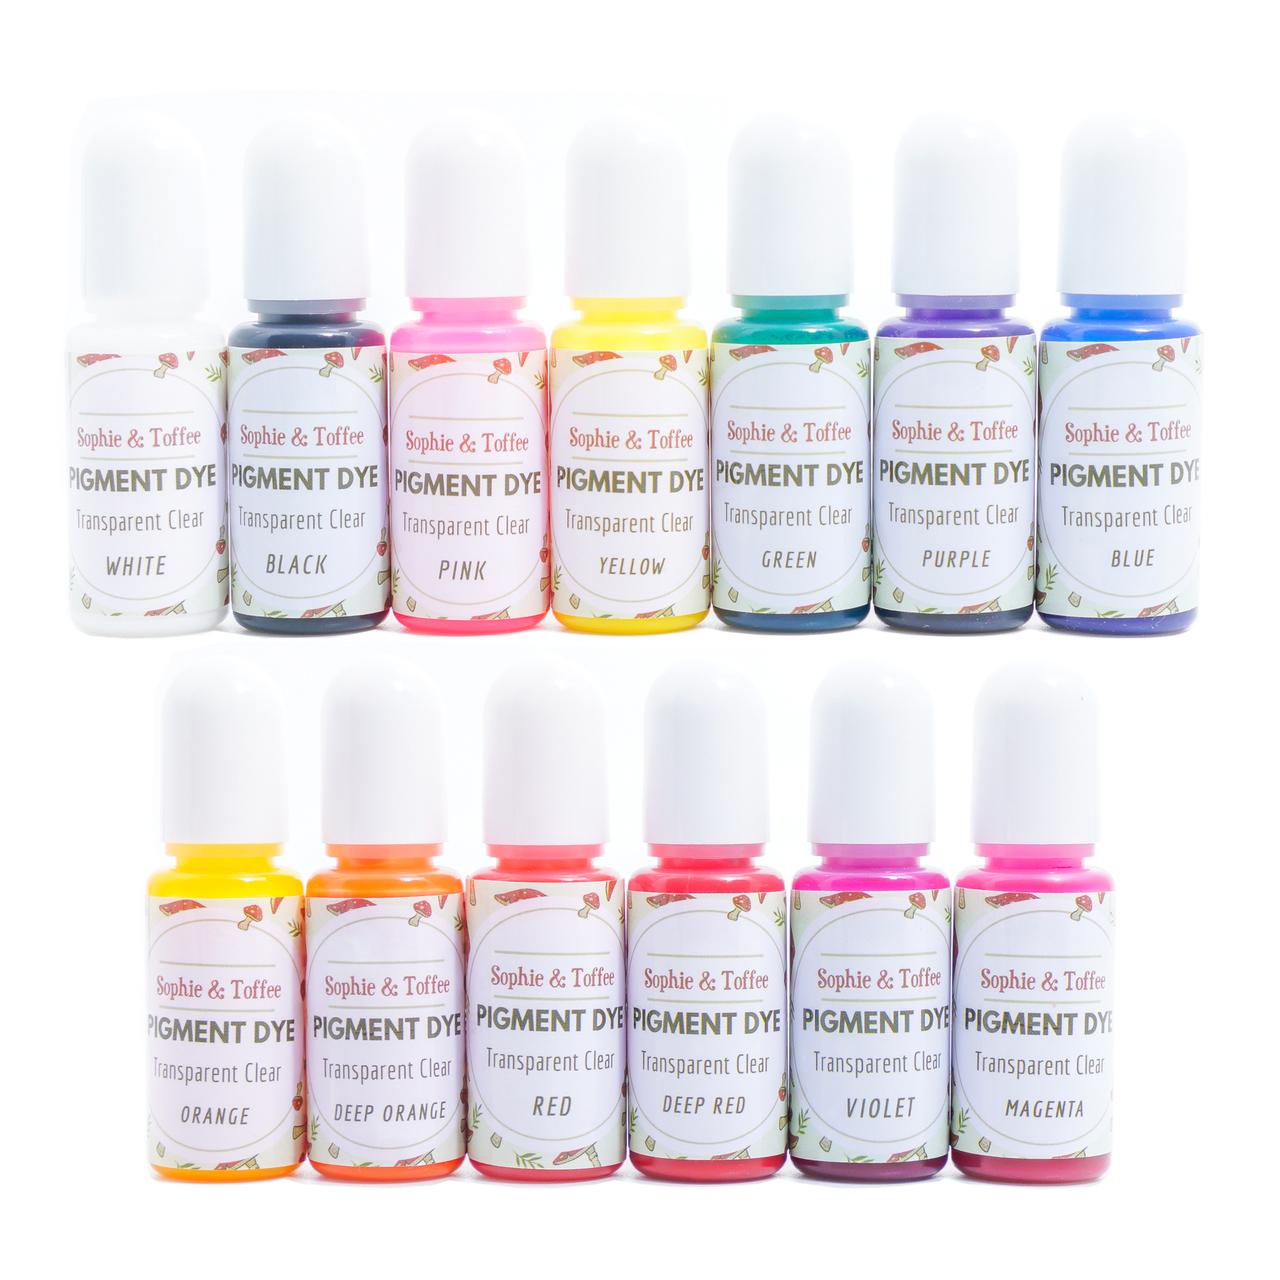 Sophie & Toffee
PIGMENT DYE
Transparent Clear
WHITE
Sophie & Toffee
PIGMENT DYE
Transparent Clear
BLACK
Sophie & Toffee
PIGMENT DYE
Transparent Clear
PINK
Sophie & Toffee
PIGMENT DYE
Transparent Clear
YELLOW
Sophie & Toffee
PIGMENT DYE
Transparent Clear
GREEN
Sophie & Toffee
PIGMENT DYE
Transparent Clear
PURPLE
Sophie & Toffee
PIGMENT DYE
Transparent Clear
BLUE
Sophie & Toffee
PIGMENT DYE
Transparent Clear
ORANGE
Sophie & Toffee
PIGMENT DYE
Transparent Clear
DEEP ORANGE
Sophie & Toffee
PIGMENT DYE
Transparent Clear
RED
Sophie & Toffee
PIGMENT DYE
Transparent Clear
DEEP RED
Sophie & Toffee
PIGMENT DYE
Transparent Clear
VIOLET
Sophie & Toffee
PIGMENT DYE
Transparent Clear
MAGENTA